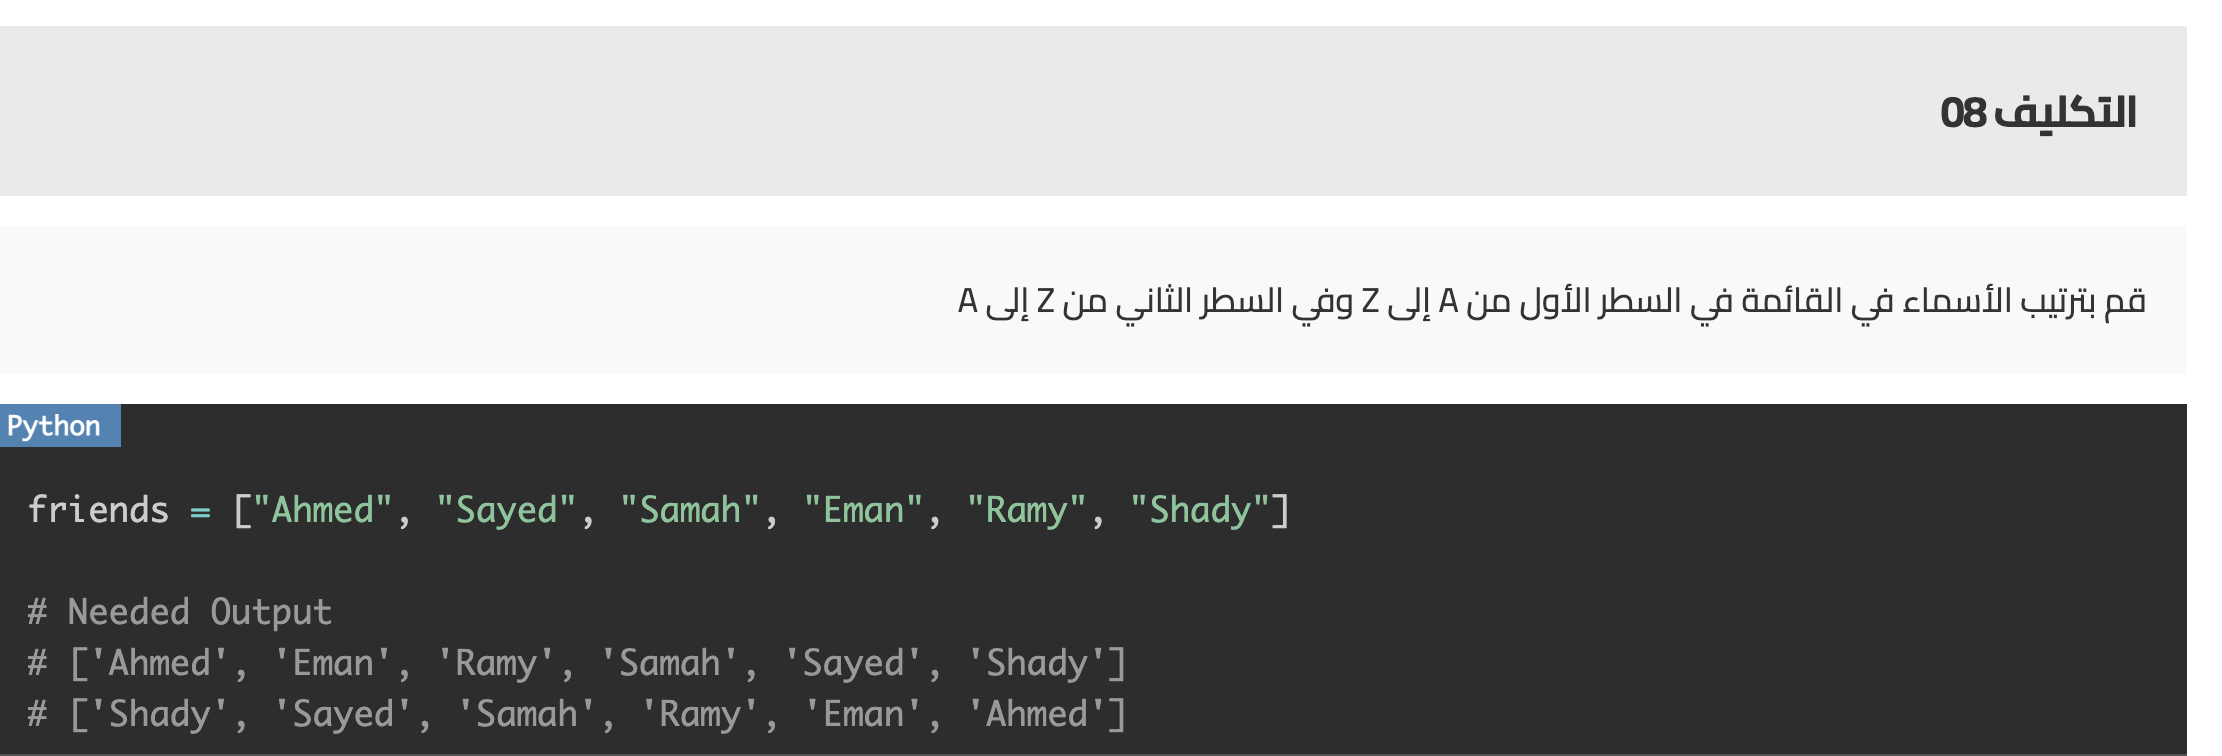 التكليف 08
قم بترتيب الأسماء في القائمة في السطر الأول من A إلى Z وفي السطر الثاني من Z إلى A
Python
friends = ["Ahmed", "Sayed", "Samah", "Eman", "Ramy", "Shady"]
# Needed Output
# ['Ahmed', 'Eman', 'Ramy', 'Samah', 'Sayed', 'Shady']
# ['Shady', 'Sayed', 'Samah', 'Ramy', 'Eman', 'Ahmed']